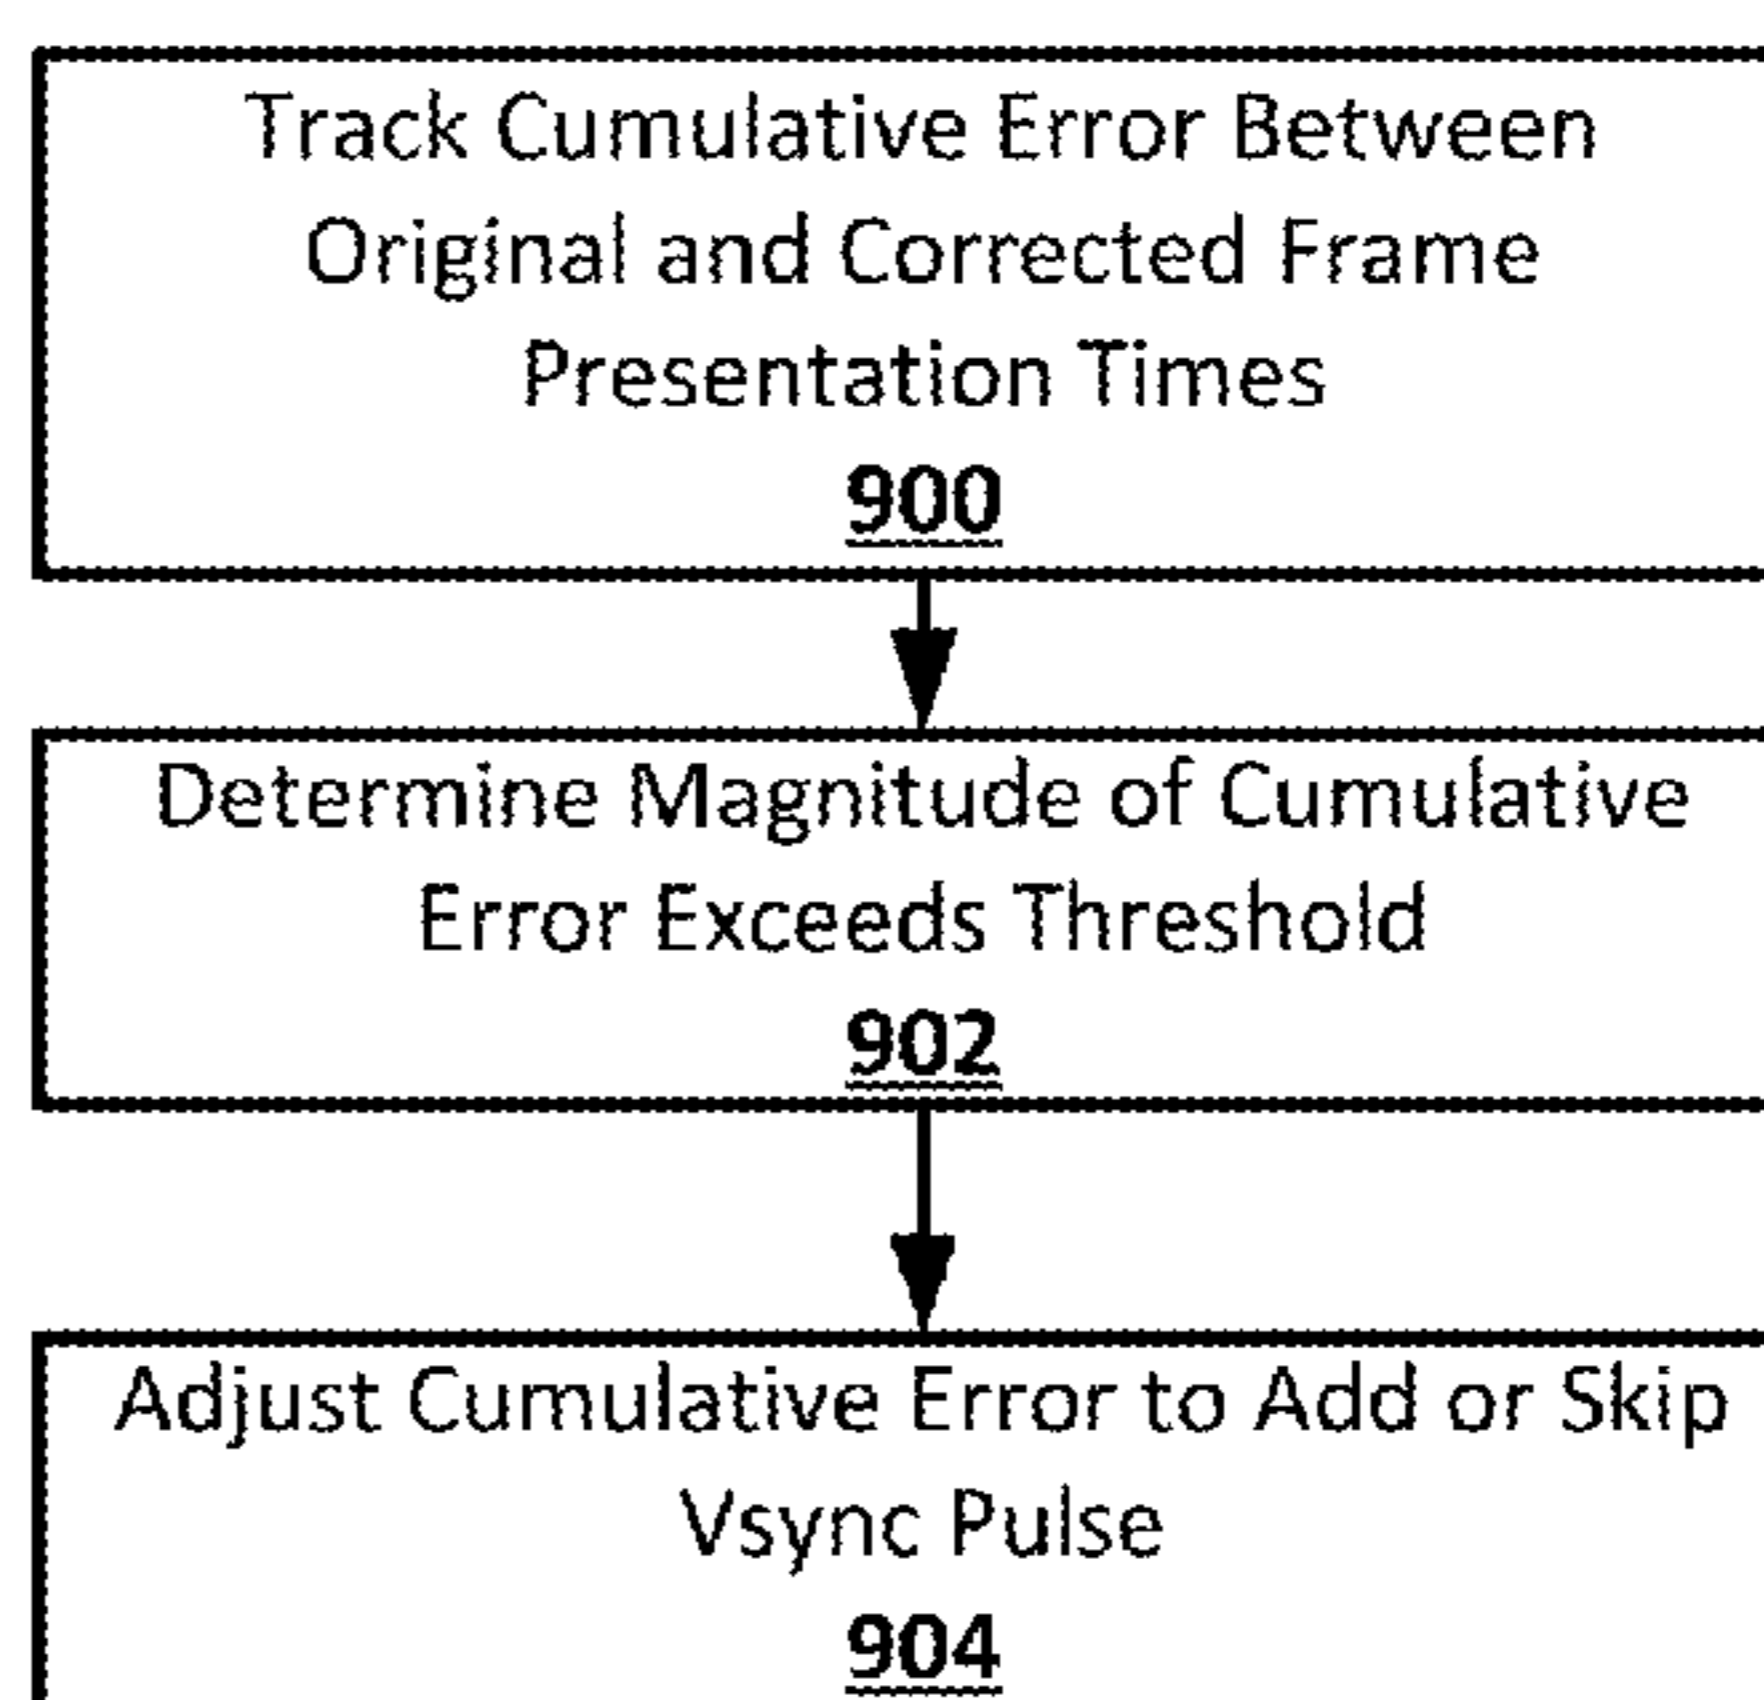 Track Cumulative Error Between
Original and Corrected Frame
Presentation Times
900
Determine Magnitude of Cumulative
Error Exceeds Threshold
902
Adjust Cumulative Error to Add or Skip
Vsync Pulse
904